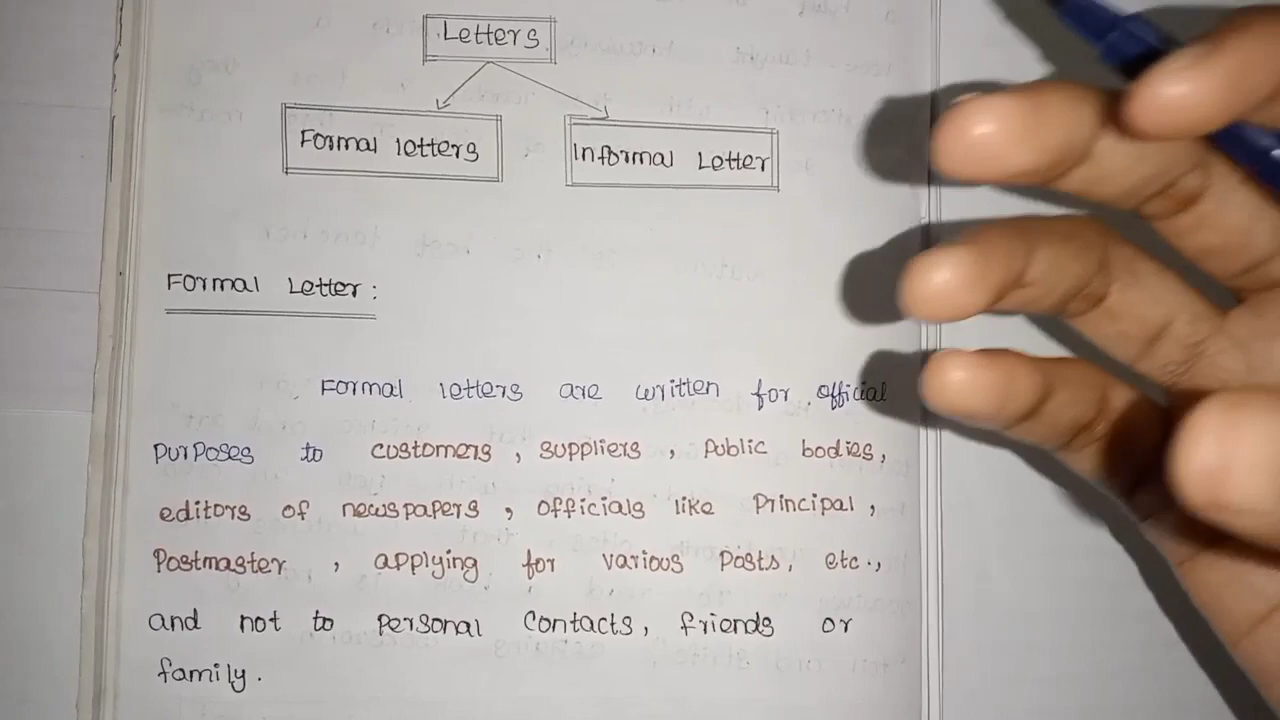 Letters
Formal letters
Informal Letter
Formal Letter:
Formal letters are written for official
purposes to customers, suppliers, Public bodies,
editors of newspapers, officials like Principal,
Postmaster, applying for various Posts, etc.,
and not to Personal Contacts, friends or
family.